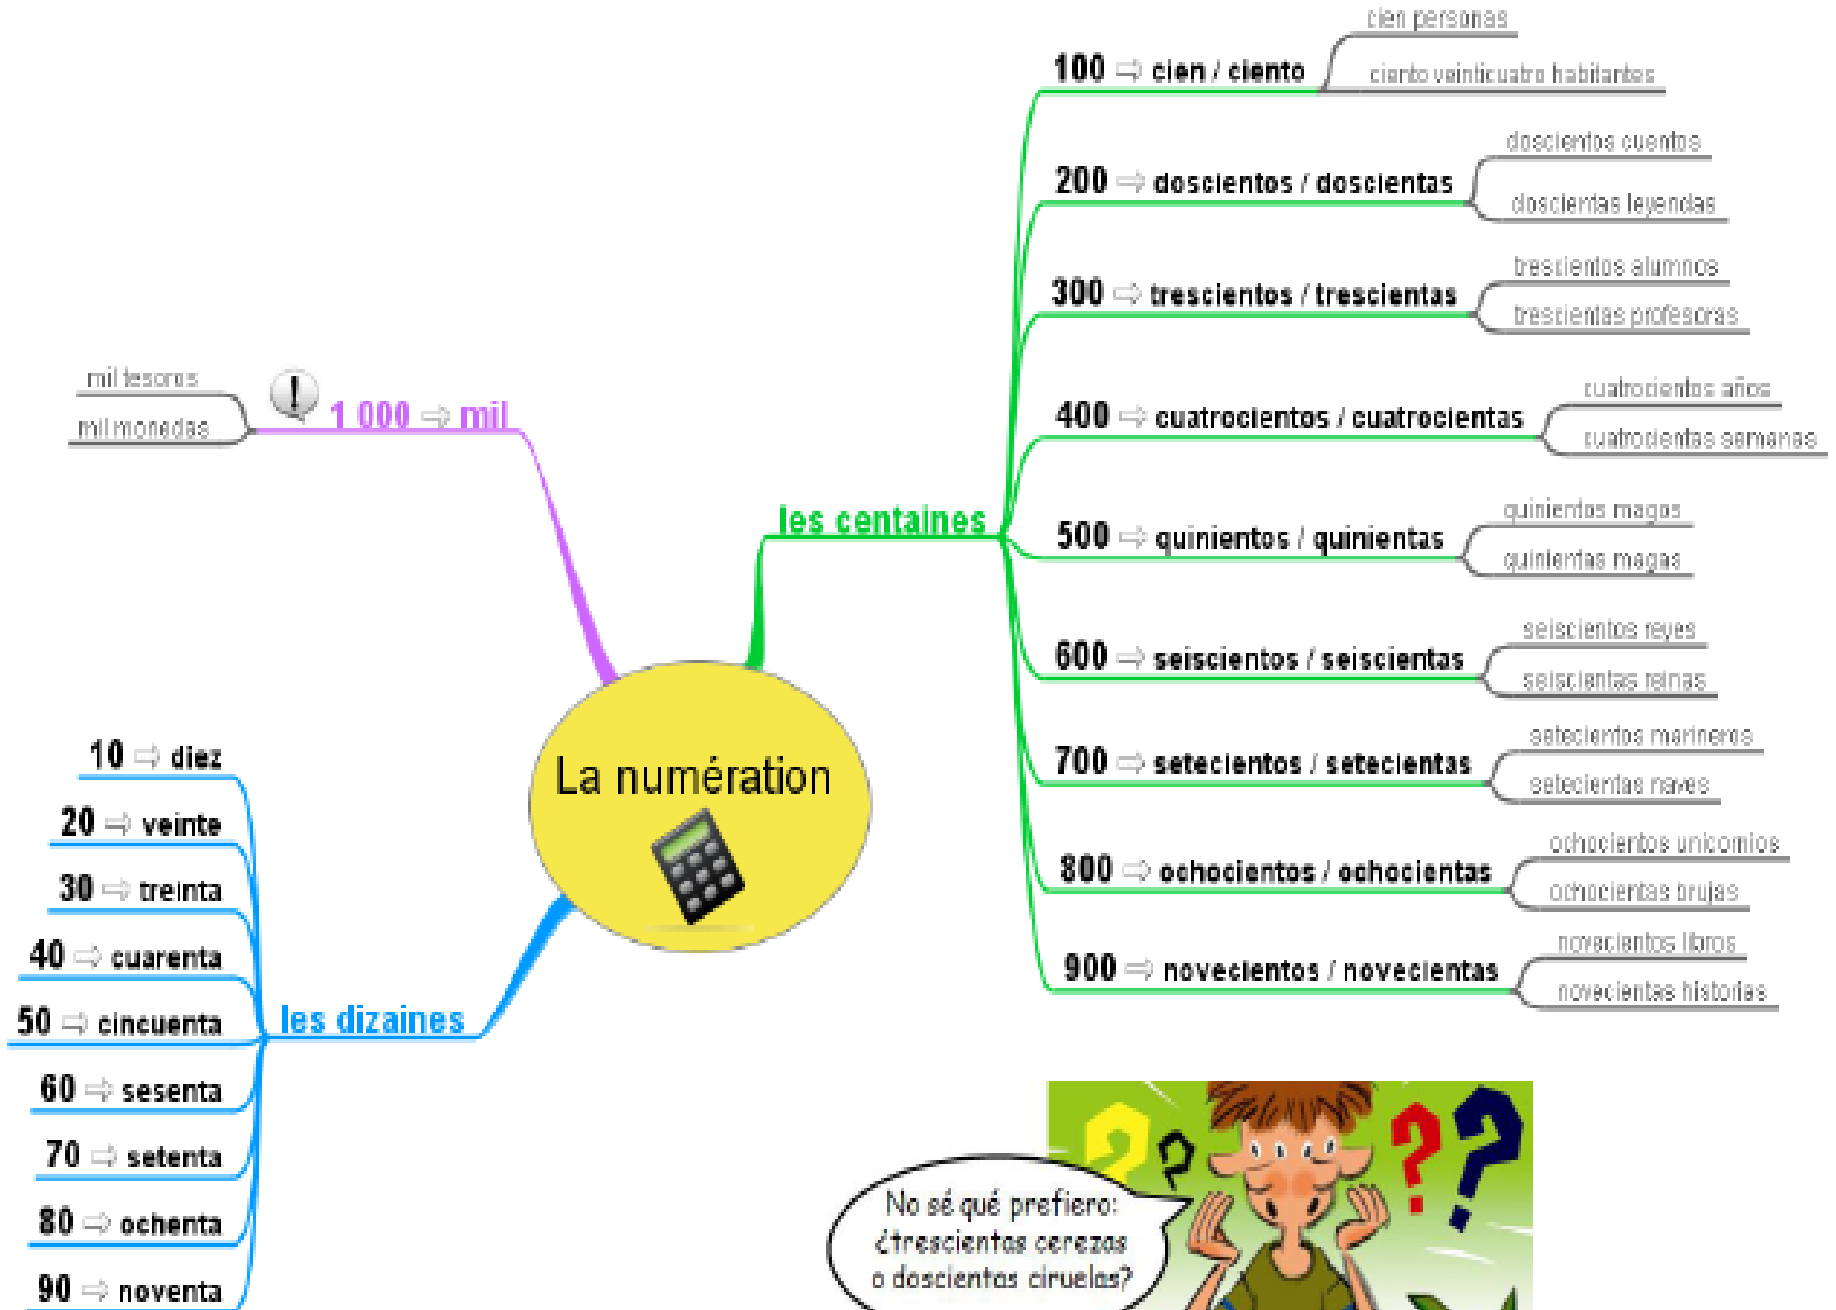 La numération
les centaines
100 ⇨ cien / ciento
cien personas
ciento veinticuatro habitantes
200 ⇨ doscientos / doscientas
doscientos cuentos
doscientas leyendas
300 ⇨ trescientos / trescientas
trescientos alumnos
trescientas profesoras
400 ⇨ cuatrocientos / cuatrocientas
cuatrocientos años
cuatrocientas semanas
500 ⇨ quinientos / quinientas
quinientos magos
quinientas magas
600 ⇨ seiscientos / seiscientas
seiscientos reyes
seiscientas reinas
700 ⇨ setecientos / setecientas
setecientos marineros
setecientas naves
800 ⇨ ochocientos / ochocientas
ochocientos unicornios
ochocientas brujas
900 ⇨ novecientos / novecientas
novecientos libros
novecientas historias
1 000 ⇨ mil
mil tesoros
mil monedas
les dizaines
10 ⇨ diez
20 ⇨ veinte
30 ⇨ treinta
40 ⇨ cuarenta
50 ⇨ cincuenta
60 ⇨ sesenta
70 ⇨ setenta
80 ⇨ ochenta
90 ⇨ noventa
No sé qué prefiero:
¿trescientas cerezas
o doscientas ciruelas?